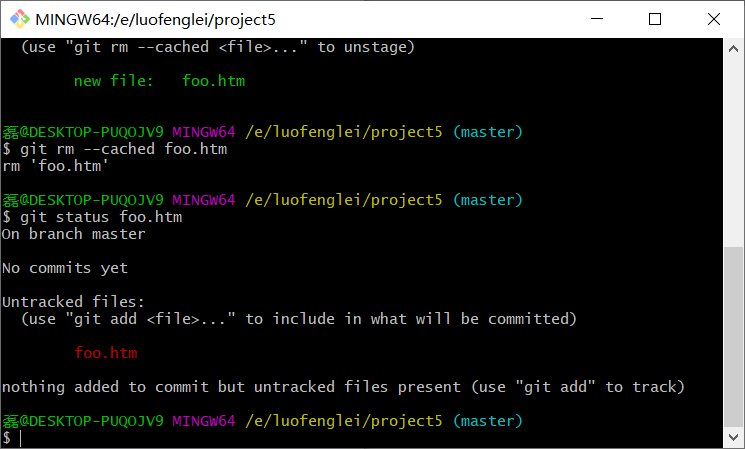 MINGW64:/e/luofenglei/project5
(use "git rm --cached <file>..." to unstage)
new file:   foo.htm
磊@DESKTOP-PUQOJV9 MINGW64 /e/luofenglei/project5 (master)
$ git rm --cached foo.htm
rm 'foo.htm'
磊@DESKTOP-PUQOJV9 MINGW64 /e/luofenglei/project5 (master)
$ git status foo.htm
On branch master
No commits yet
Untracked files:
(use "git add <file>..." to include in what will be committed)
foo.htm
nothing added to commit but untracked files present (use "git add" to track)
磊@DESKTOP-PUQOJV9 MINGW64 /e/luofenglei/project5 (master)
$